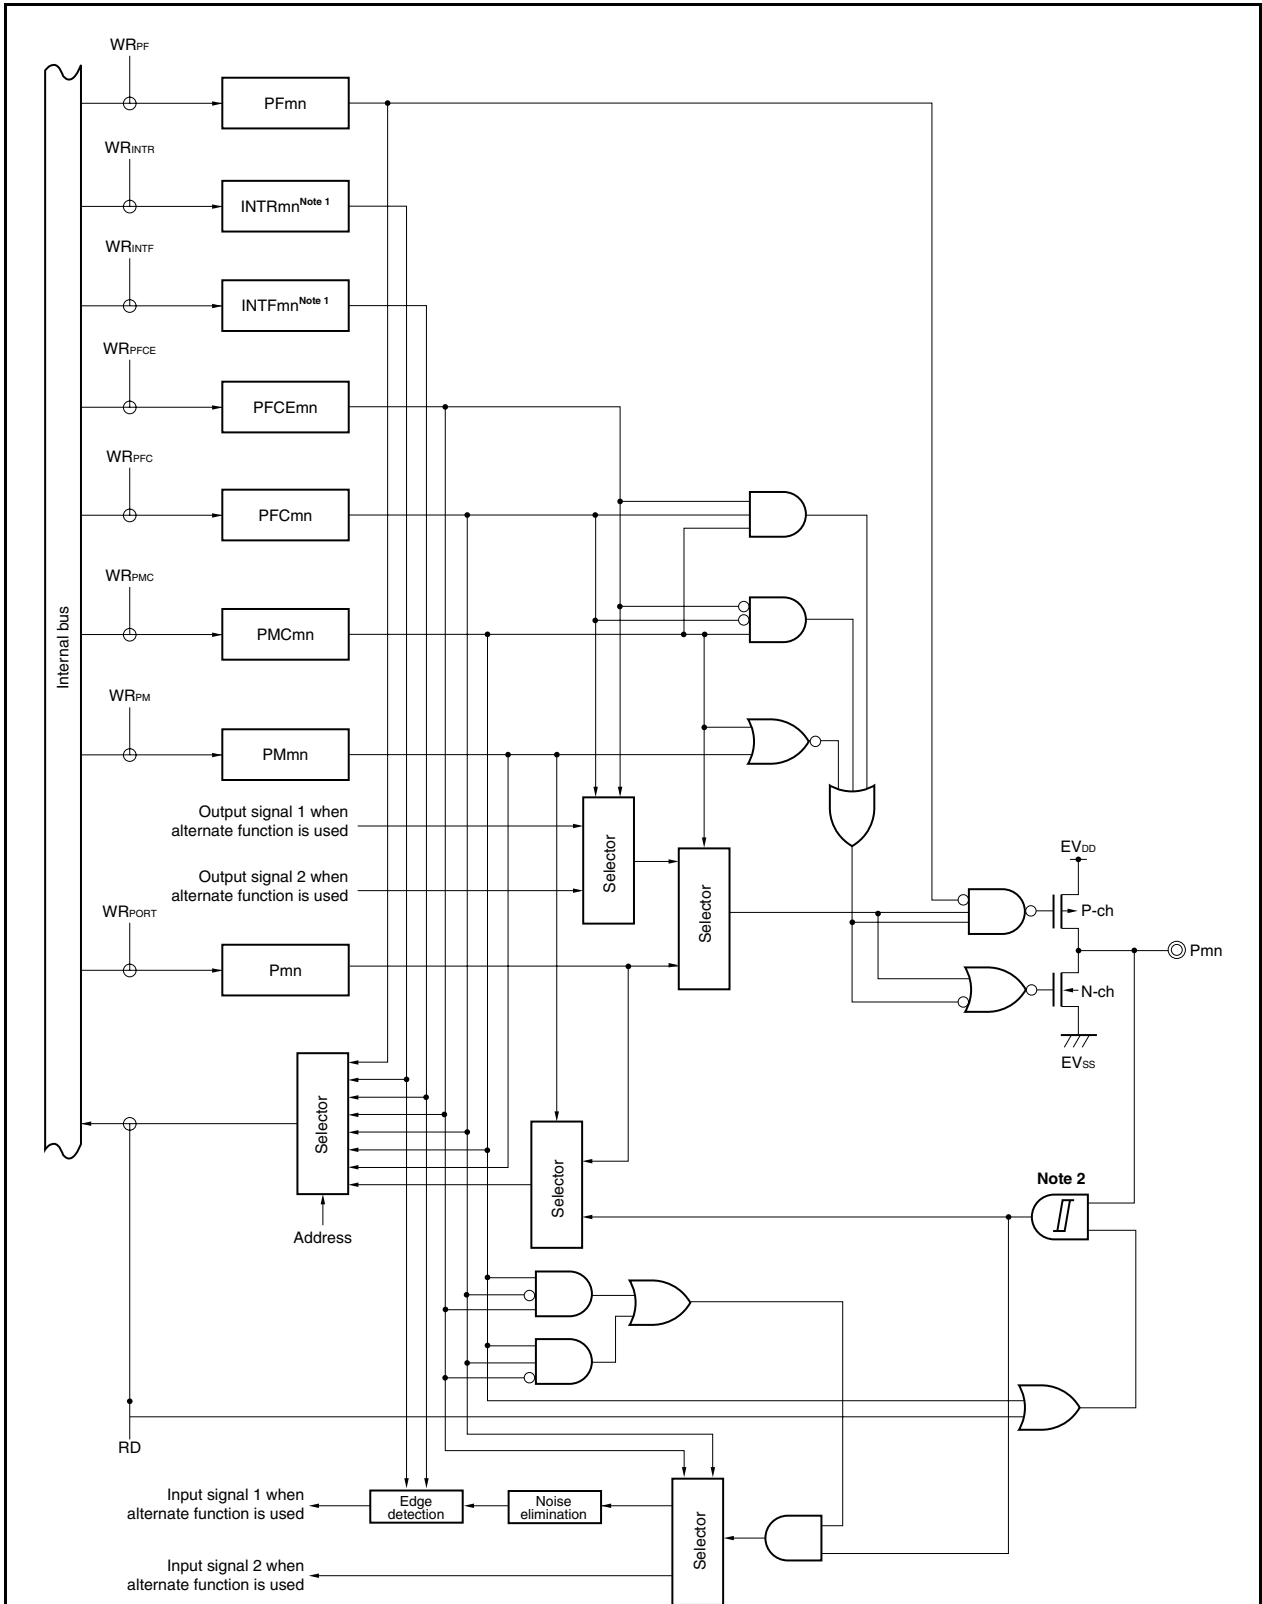 WRPF
PFmn
WRINTR
INTRmnNote 1
WRINTF
INTFmnNote 1
WRPFCE
PFCEmn
WRPFC
PFCmn
WRPMC
PMCmn
Internal bus
WRPM
PMmn
Output signal 1 when
alternate function is used
Selector
Output signal 2 when
alternate function is used
Selector
EVDD
P-ch
WRPORT
Pmn
Pmn
N-ch
EVSS
Selector
Selector
Address
Note 2
RD
Input signal 1 when
alternate function is used
Edge
detection
Noise
elimination
Selector
Input signal 2 when
alternate function is used